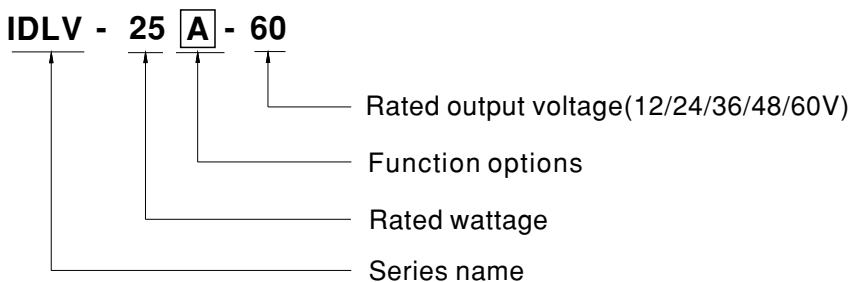 IDLV - 25 A - 60
Rated output voltage(12/24/36/48/60V)
Function options
Rated wattage
Series name